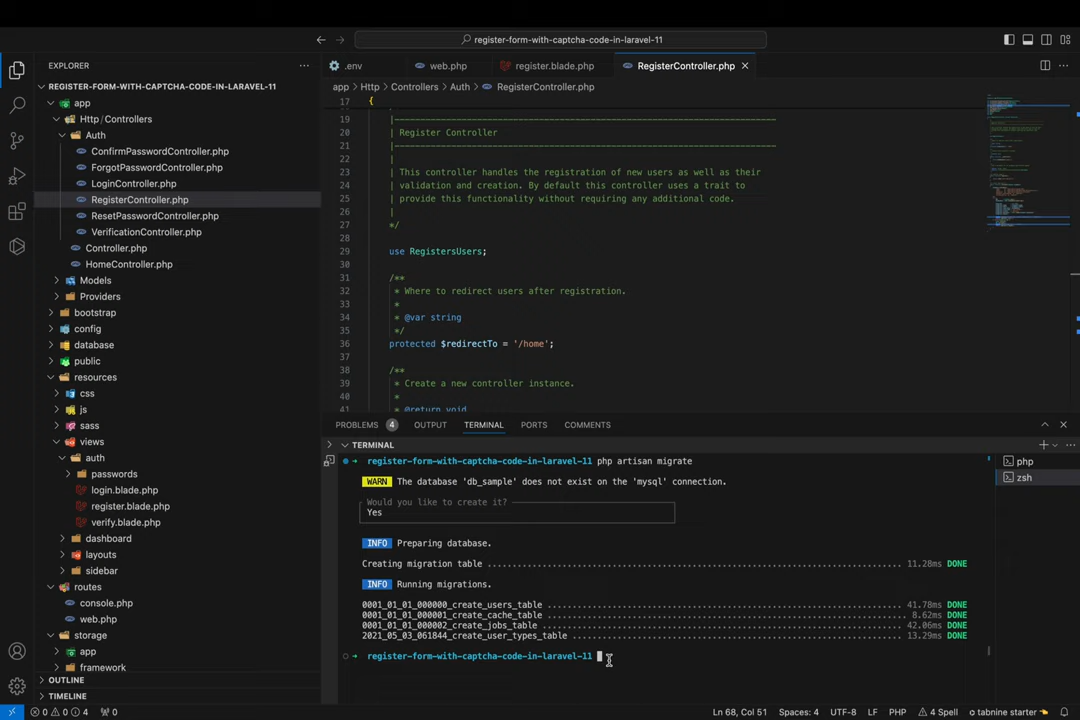 register-form-with-captcha-code-in-laravel-11
EXPLORER
.env
web.php
register.blade.php
RegisterController.php
REGISTER-FORM-WITH-CAPTCHA-CODE-IN-LARAVEL-11
app > Http > Controllers > Auth > RegisterController.php
app
Http / Controllers
Auth
ConfirmPasswordController.php
ForgotPasswordController.php
LoginController.php
RegisterController.php
ResetPasswordController.php
VerificationController.php
Controller.php
HomeController.php
Models
Providers
bootstrap
config
database
public
resources
css
js
sass
views
auth
passwords
login.blade.php
register.blade.php
verify.blade.php
dashboard
layouts
sidebar
routes
console.php
web.php
storage
app
framework
OUTLINE
TIMELINE
17 {
19 |--------------------------------------------------------------------------
20 | Register Controller
21 |--------------------------------------------------------------------------
22 |
23 | This controller handles the registration of new users as well as their
24 | validation and creation. By default this controller uses a trait to
25 | provide this functionality without requiring any additional code.
26 |
27 */
28
29 use RegistersUsers;
30
31 /**
32 * Where to redirect users after registration.
33 *
34 * @var string
35 */
36 protected $redirectTo = '/home';
37
38 /**
39 * Create a new controller instance.
40 *
41 * @return void
PROBLEMS 4 OUTPUT TERMINAL PORTS COMMENTS
TERMINAL
register-form-with-captcha-code-in-laravel-11 php artisan migrate
WARN The database 'db_sample' does not exist on the 'mysql' connection.
Would you like to create it?
Yes
INFO Preparing database.
Creating migration table ........ 11.28ms DONE
INFO Running migrations.
0001_01_01_000000_create_users_table ........ 41.78ms DONE
0001_01_01_000001_create_cache_table ........ 8.62ms DONE
0001_01_01_000002_create_jobs_table ........ 42.06ms DONE
2021_05_03_061844_create_user_types_table ........ 13.29ms DONE
register-form-with-captcha-code-in-laravel-11
php
zsh
0 0 4 0 Ln 68, Col 51 Spaces: 4 UTF-8 LF PHP 4 Spell tabnine starter